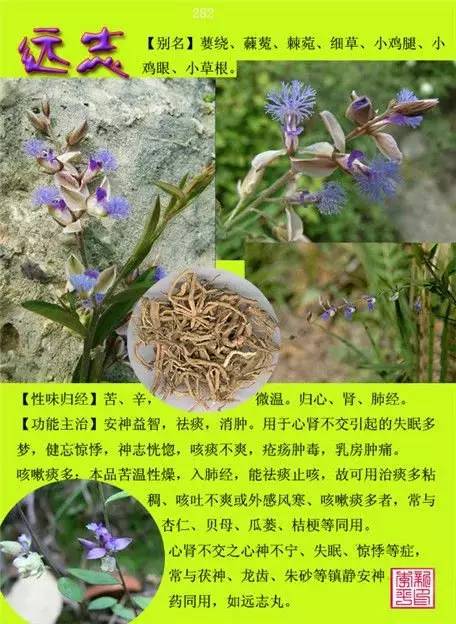 282
远志
【别名】葽绕、蕀蒬、棘菀、细草、小鸡腿、小
鸡眼、小草根。
【性味归经】苦、辛，微温。归心、肾、肺经。
【功能主治】安神益智，祛痰，消肿。用于心肾不交引起的失眠多
梦，健忘惊悸，神志恍惚，咳痰不爽，疮疡肿毒，乳房肿痛。
咳嗽痰多：本品苦温性燥，入肺经，能祛痰止咳，故可用治痰多粘
稠、咳吐不爽或外感风寒、咳嗽痰多者，常与
杏仁、贝母、瓜蒌、桔梗等同用。
心肾不交之心神不宁、失眠、惊悸等症，
常与茯神、龙齿、朱砂等镇静安神
药同用，如远志丸。